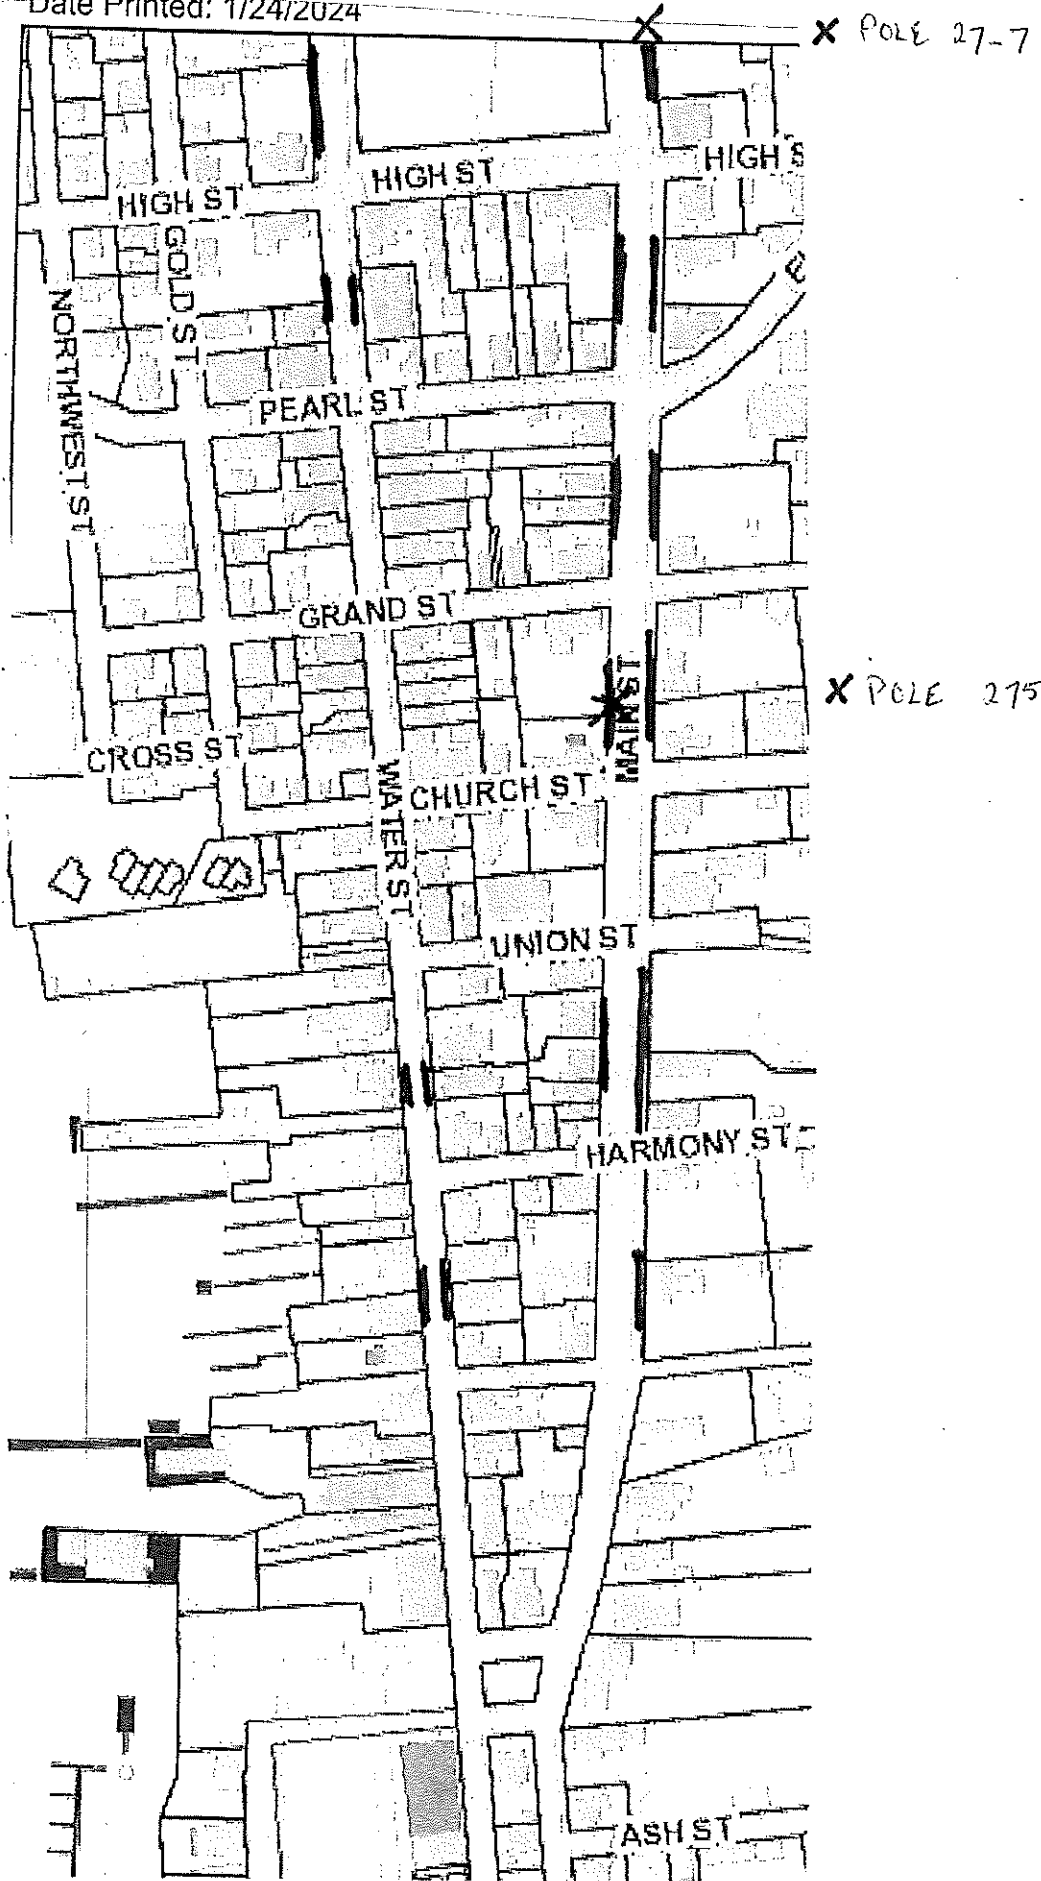 Date Printed: 1/24/2024
X POLE 27-7
HIGH S
HIGH ST
HIGH ST
GOLD ST
NORTHWEST ST
PEARL ST
GRAND ST
MAIN ST
X POLE 275
CROSS ST
WATER ST
CHURCH ST
UNION ST
HARMONY ST
ASH ST